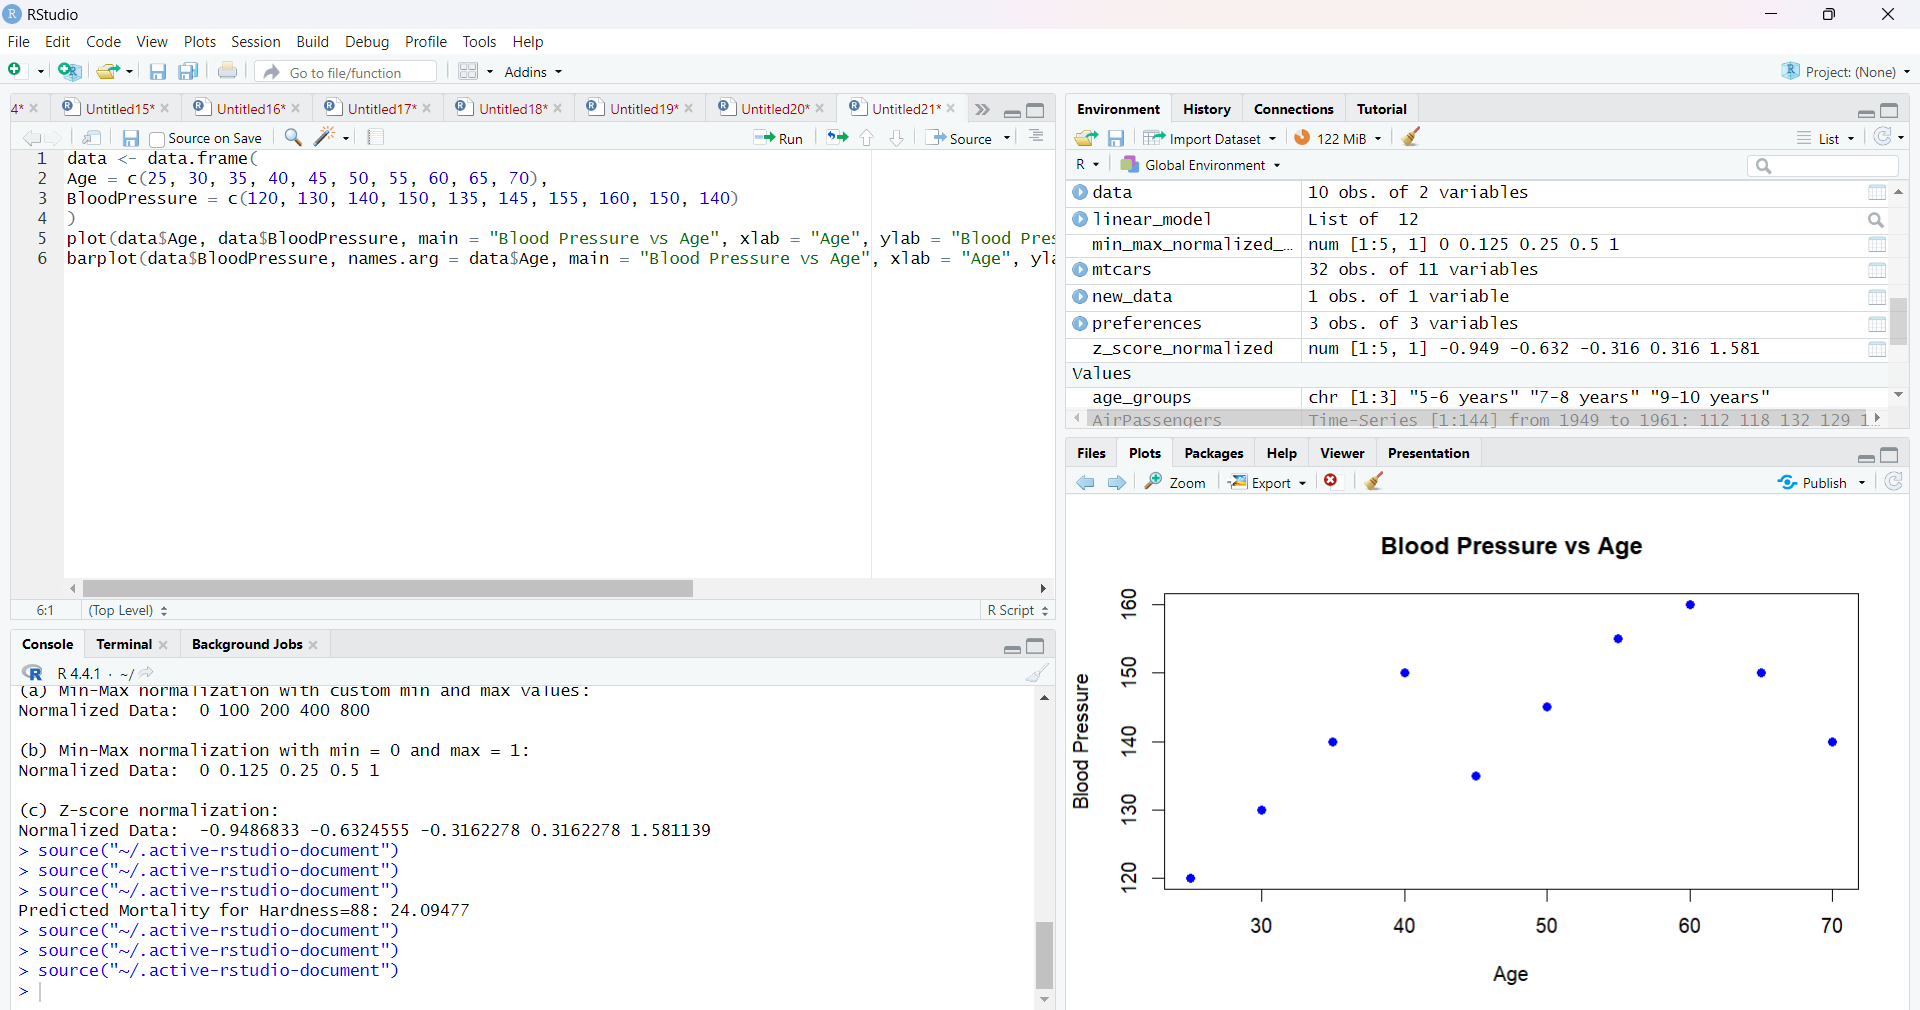 RStudio
File Edit Code View Plots Session Build Debug Profile Tools Help
Go to file/function Addins Project: (None)
4* Untitled15* Untitled16* Untitled17* Untitled18* Untitled19* Untitled20* Untitled21*
Source on Save Run Source
1 data <- data.frame(
2 Age = c(25, 30, 35, 40, 45, 50, 55, 60, 65, 70),
3 BloodPressure = c(120, 130, 140, 150, 135, 145, 155, 160, 150, 140)
4 )
5 plot(data$Age, data$BloodPressure, main = "Blood Pressure vs Age", xlab = "Age", ylab = "Blood Pres
6 barplot(data$BloodPressure, names.arg = data$Age, main = "Blood Pressure vs Age", xlab = "Age", yla
6:1 (Top Level) R Script
Console Terminal Background Jobs
R 4.4.1 · ~/
(a) Min-Max normalization with custom min and max values:
Normalized Data: 0 100 200 400 800
(b) Min-Max normalization with min = 0 and max = 1:
Normalized Data: 0 0.125 0.25 0.5 1
(c) Z-score normalization:
Normalized Data: -0.9486833 -0.6324555 -0.3162278 0.3162278 1.581139
> source("~/.active-rstudio-document")
> source("~/.active-rstudio-document")
> source("~/.active-rstudio-document")
Predicted Mortality for Hardness=88: 24.09477
> source("~/.active-rstudio-document")
> source("~/.active-rstudio-document")
> source("~/.active-rstudio-document")
>
Environment History Connections Tutorial
Import Dataset 122 MiB List
R Global Environment
data 10 obs. of 2 variables
linear_model List of 12
min_max_normalized_… num [1:5, 1] 0 0.125 0.25 0.5 1
mtcars 32 obs. of 11 variables
new_data 1 obs. of 1 variable
preferences 3 obs. of 3 variables
z_score_normalized num [1:5, 1] -0.949 -0.632 -0.316 0.316 1.581
Values
age_groups chr [1:3] "5-6 years" "7-8 years" "9-10 years"
AirPassengers Time-Series [1:144] from 1949 to 1961: 112 118 132 129 1…
Files Plots Packages Help Viewer Presentation
Zoom Export Publish
Blood Pressure vs Age
160
150
140
130
120
Blood Pressure
30 40 50 60 70
Age